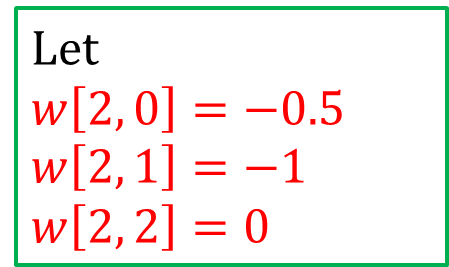 Let
w[2, 0] = −0.5
w[2, 1] = −1
w[2, 2] = 0